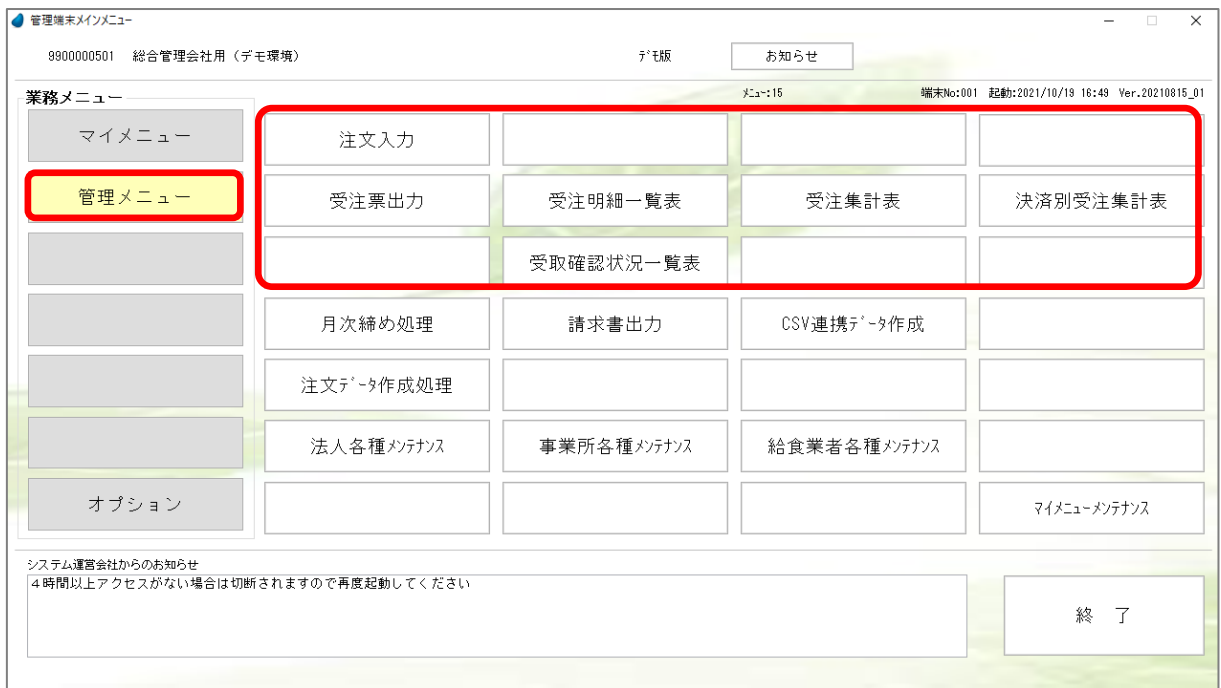 管理端末メインメニュー
9900000501 総合管理会社用（デモ環境） ﾃﾞﾓ版 お知らせ
業務メニュー ﾒﾆｭｰ:15 端末No:001 起動:2021/10/19 16:49 Ver.20210815_01
マイメニュー 注文入力
管理メニュー 受注票出力 受注明細一覧表 受注集計表 決済別受注集計表
受取確認状況一覧表
月次締め処理 請求書出力 CSV連携ﾃﾞｰﾀ作成
注文ﾃﾞｰﾀ作成処理
法人各種ﾒﾝﾃﾅﾝｽ 事業所各種ﾒﾝﾃﾅﾝｽ 給食業者各種ﾒﾝﾃﾅﾝｽ
オプション ﾏｲﾒﾆｭｰﾒﾝﾃﾅﾝｽ
システム運営会社からのお知らせ
４時間以上アクセスがない場合は切断されますので再度起動してください
終 了